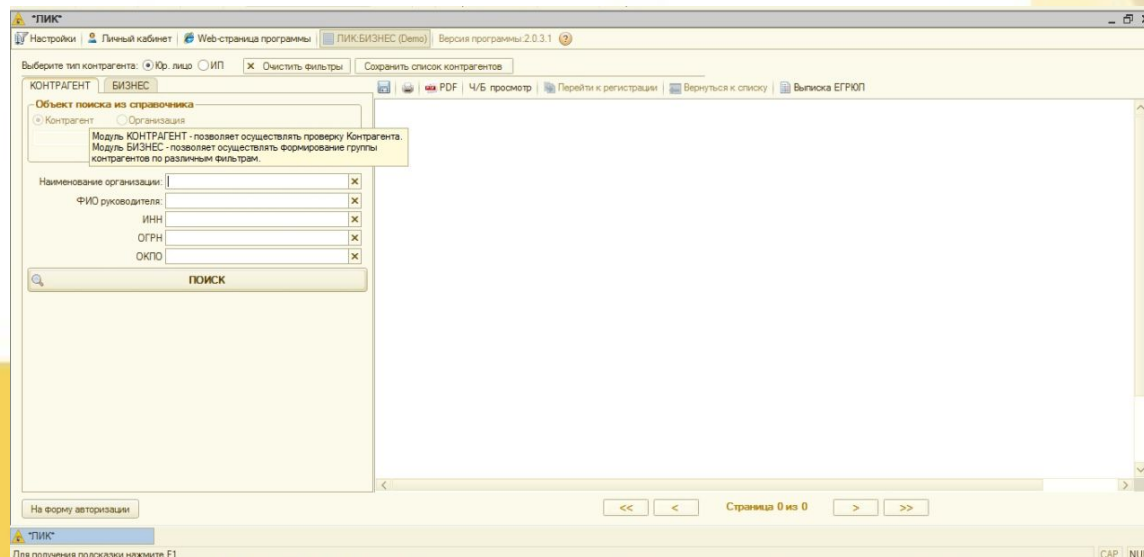 "ПИК"
Настройки Личный кабинет Web-страница программы ПИК:БИЗНЕС (Demo) Версия программы:2.0.3.1
Выберите тип контрагента: Юр. лицо ИП Очистить фильтры Сохранить список контрагентов
КОНТРАГЕНТ БИЗНЕС PDF Ч/Б просмотр Перейти к регистрации Вернуться к списку Выписка ЕГРЮЛ
Объект поиска из справочника
Контрагент Организация
Модуль КОНТРАГЕНТ - позволяет осуществлять проверку Контрагента.
Модуль БИЗНЕС - позволяет осуществлять формирование группы
контрагентов по различным фильтрам.
Наименование организации:
ФИО руководителя:
ИНН
ОГРН
ОКПО
ПОИСК
На форму авторизации << < Страница 0 из 0 > >>
"ПИК"
Для получения подсказки нажмите F1 CAP